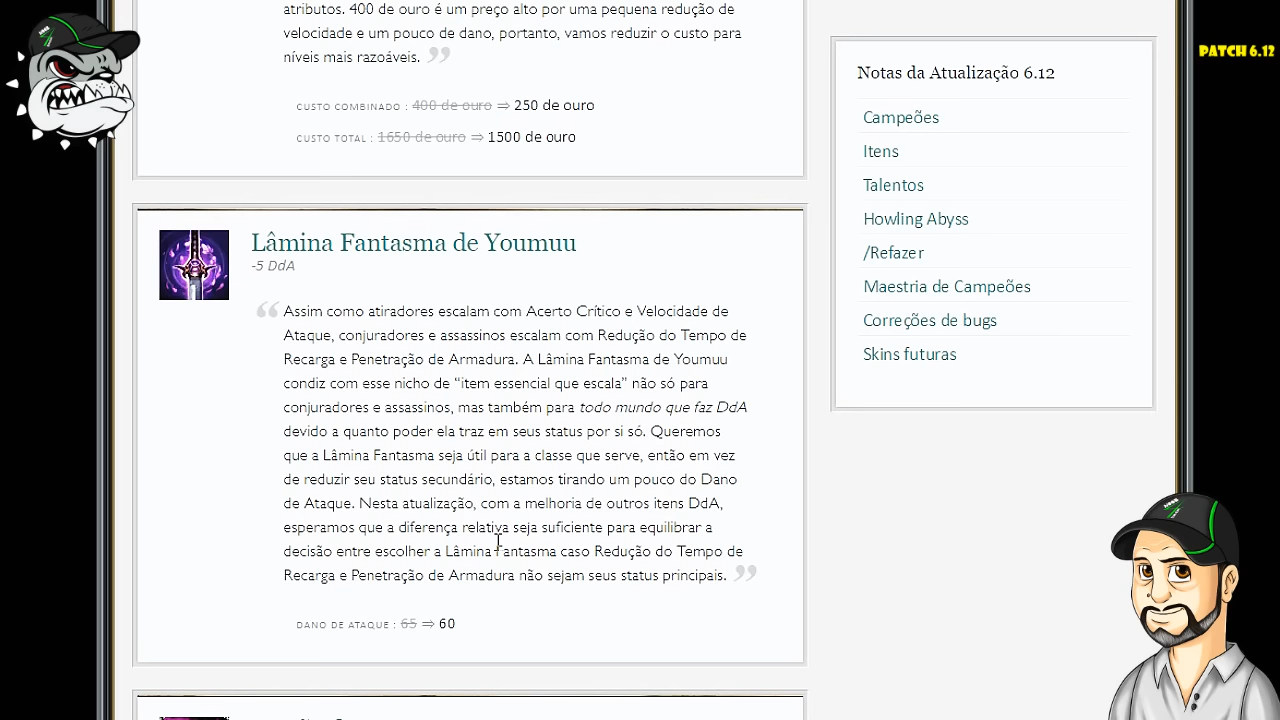 atributos. 400 de ouro é um preço alto por uma pequena redução de
velocidade e um pouco de dano, portanto, vamos reduzir o custo para
níveis mais razoáveis. ”
CUSTO COMBINADO : 400 de ouro ⇒ 250 de ouro
CUSTO TOTAL : 1650 de ouro ⇒ 1500 de ouro
Lâmina Fantasma de Youmuu
-5 DdA
“ Assim como atiradores escalam com Acerto Crítico e Velocidade de
Ataque, conjuradores e assassinos escalam com Redução do Tempo de
Recarga e Penetração de Armadura. A Lâmina Fantasma de Youmuu
condiz com esse nicho de “item essencial que escala” não só para
conjuradores e assassinos, mas também para todo mundo que faz DdA
devido a quanto poder ela traz em seus status por si só. Queremos
que a Lâmina Fantasma seja útil para a classe que serve, então em vez
de reduzir seu status secundário, estamos tirando um pouco do Dano
de Ataque. Nesta atualização, com a melhoria de outros itens DdA,
esperamos que a diferença relativa seja suficiente para equilibrar a
decisão entre escolher a Lâmina Fantasma caso Redução do Tempo de
Recarga e Penetração de Armadura não sejam seus status principais. ”
DANO DE ATAQUE : 65 ⇒ 60
PATCH 6.12
Notas da Atualização 6.12
Campeões
Itens
Talentos
Howling Abyss
/Refazer
Maestria de Campeões
Correções de bugs
Skins futuras